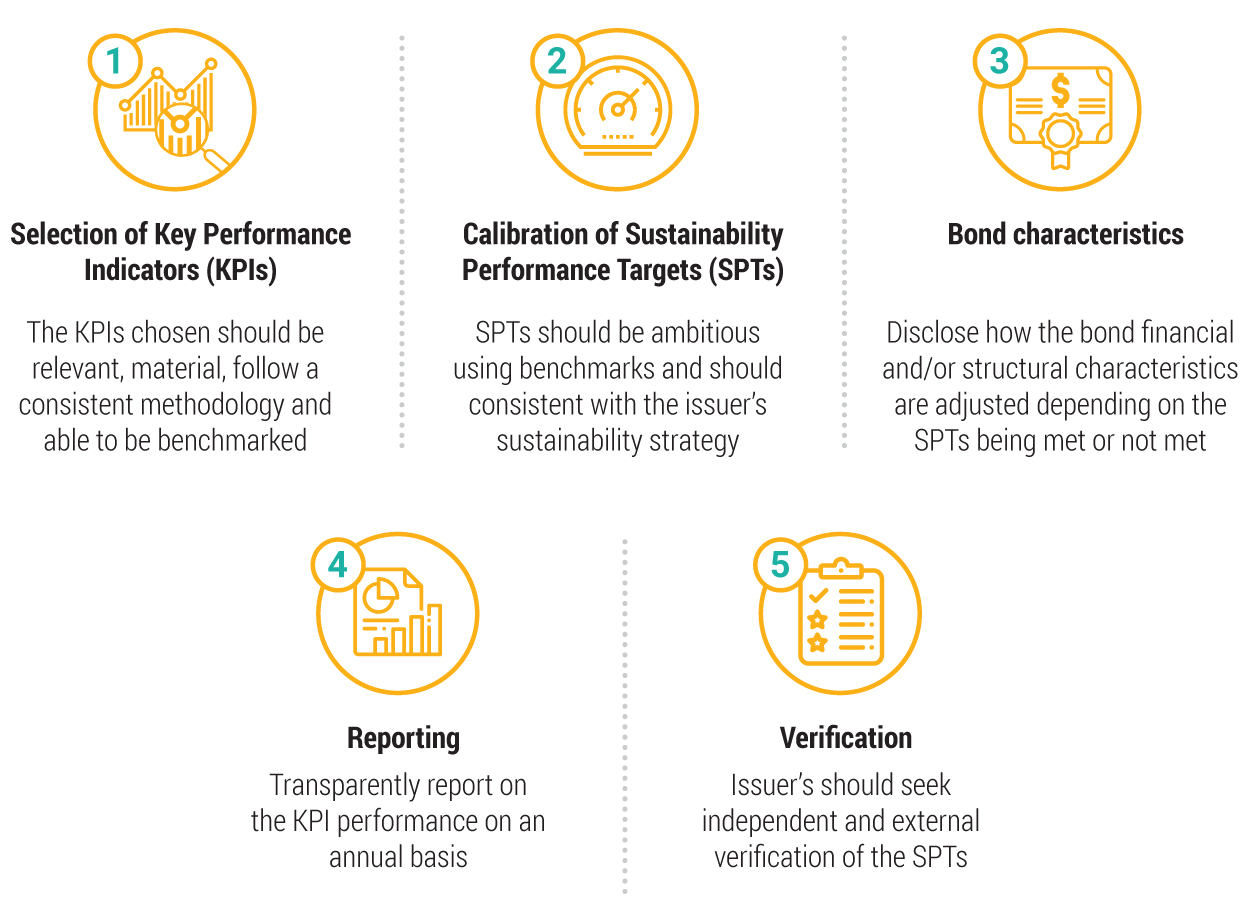 1
Selection of Key Performance
Indicators (KPIs)
The KPIs chosen should be
relevant, material, follow a
consistent methodology and
able to be benchmarked
2
Calibration of Sustainability
Performance Targets (SPTs)
SPTs should be ambitious
using benchmarks and should
consistent with the issuer’s
sustainability strategy
3
$
Bond characteristics
Disclose how the bond financial
and/or structural characteristics
are adjusted depending on the
SPTs being met or not met
4
Reporting
Transparently report on
the KPI performance on an
annual basis
5
Verification
Issuer’s should seek
independent and external
verification of the SPTs